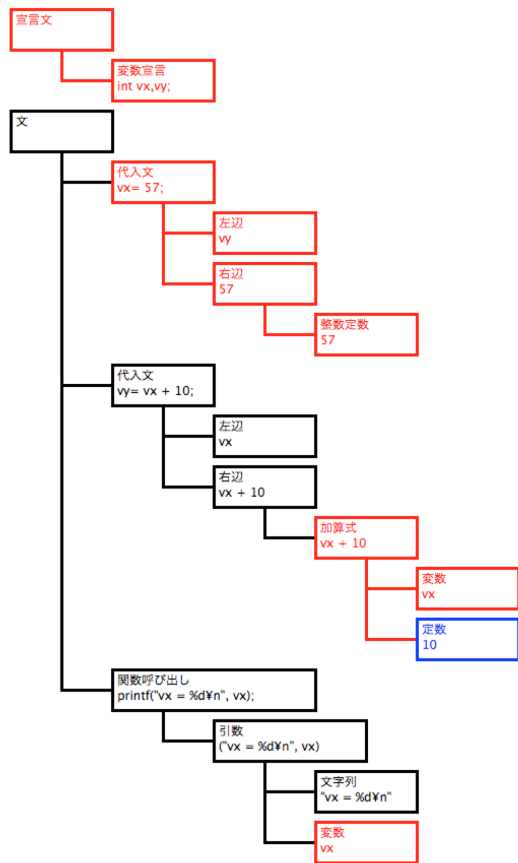 宣言文
変数宣言
int vx,vy;
文
代入文
vx= 57;
左辺
vy
右辺
57
整数定数
57
代入文
vy= vx + 10;
左辺
vx
右辺
vx + 10
加算式
vx + 10
変数
vx
定数
10
関数呼び出し
printf("vx = %d¥n", vx);
引数
("vx = %d¥n", vx)
文字列
"vx = %d¥n"
変数
vx